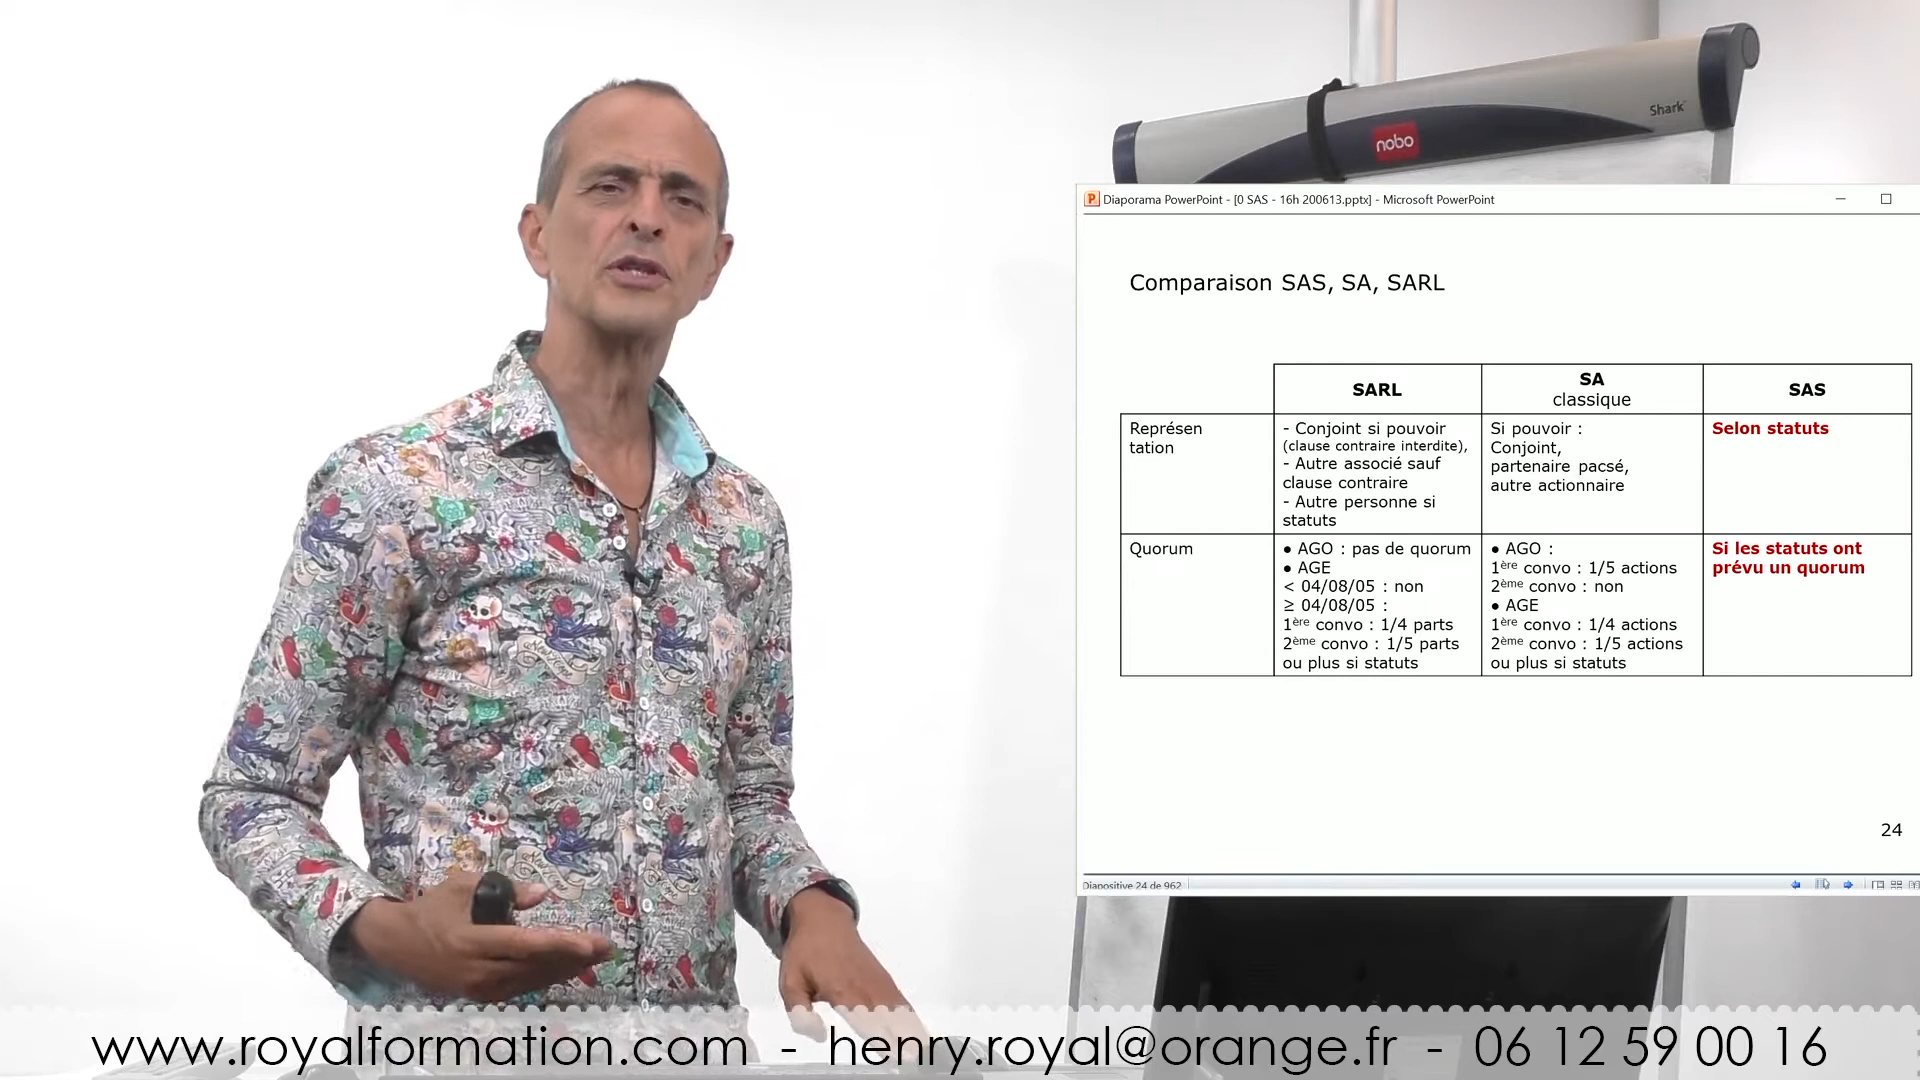 Shark
nobo
Diaporama PowerPoint - [0 SAS - 16h 200613.pptx] - Microsoft PowerPoint
Comparaison SAS, SA, SARL
SARL
SA
classique
SAS
Représen
tation
- Conjoint si pouvoir
(clause contraire interdite),
- Autre associé sauf
clause contraire
- Autre personne si
statuts
Si pouvoir :
Conjoint,
partenaire pacsé,
autre actionnaire
Selon statuts
Quorum
● AGO : pas de quorum
● AGE
< 04/08/05 : non
≥ 04/08/05 :
1ère convo : 1/4 parts
2ème convo : 1/5 parts
ou plus si statuts
● AGO :
1ère convo : 1/5 actions
2ème convo : non
● AGE
1ère convo : 1/4 actions
2ème convo : 1/5 actions
ou plus si statuts
Si les statuts ont
prévu un quorum
24
Diapositive 24 de 962
www.royalformation.com - henry.royal@orange.fr - 06 12 59 00 16